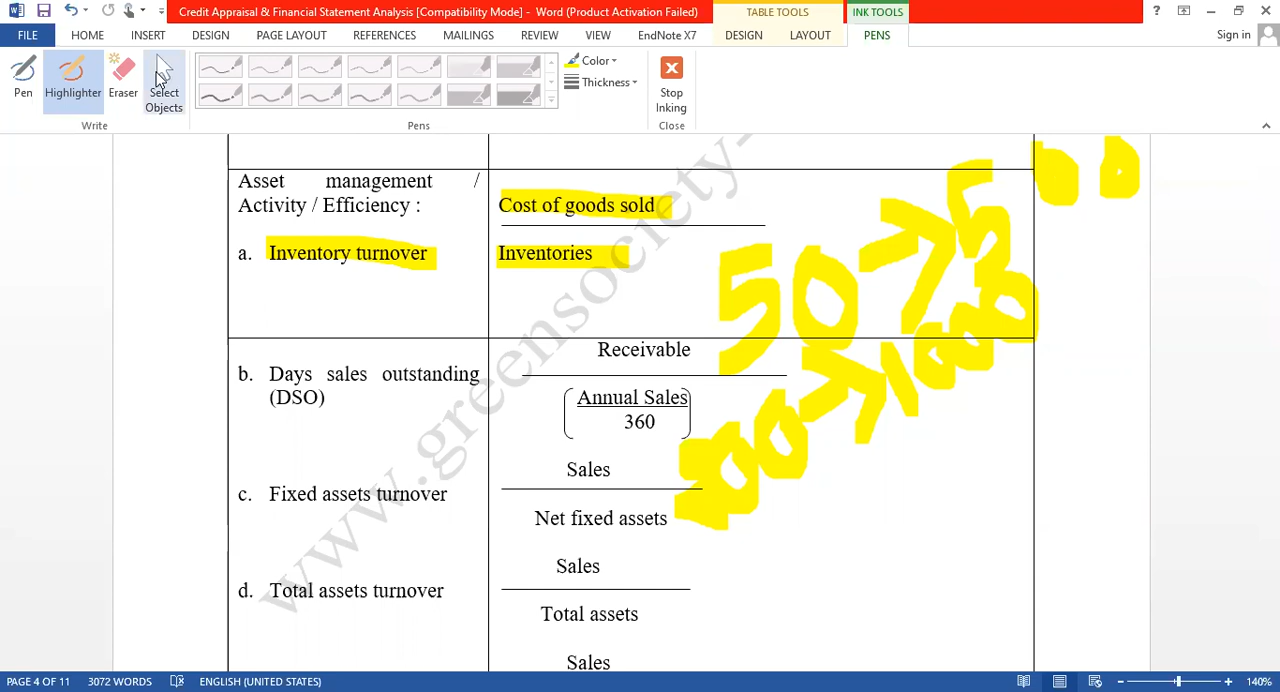 Credit Appraisal & Financial Statement Analysis [Compatibility Mode] - Word (Product Activation Failed)
TABLE TOOLS
INK TOOLS
?
FILE HOME INSERT DESIGN PAGE LAYOUT REFERENCES MAILINGS REVIEW VIEW EndNote X7 DESIGN LAYOUT PENS Sign in
Pen Highlighter Eraser Select Objects
Color
Thickness
Stop Inking
Write Pens Close
Asset management /
Activity / Efficiency :
Cost of goods sold
a. Inventory turnover
Inventories
50 → 500
→ 1000
Receivable
b. Days sales outstanding
(DSO)
Annual Sales
360
Sales
c. Fixed assets turnover
Net fixed assets
Sales
d. Total assets turnover
Total assets
Sales
www.greensociety-
PAGE 4 OF 11 3072 WORDS ENGLISH (UNITED STATES) 140%